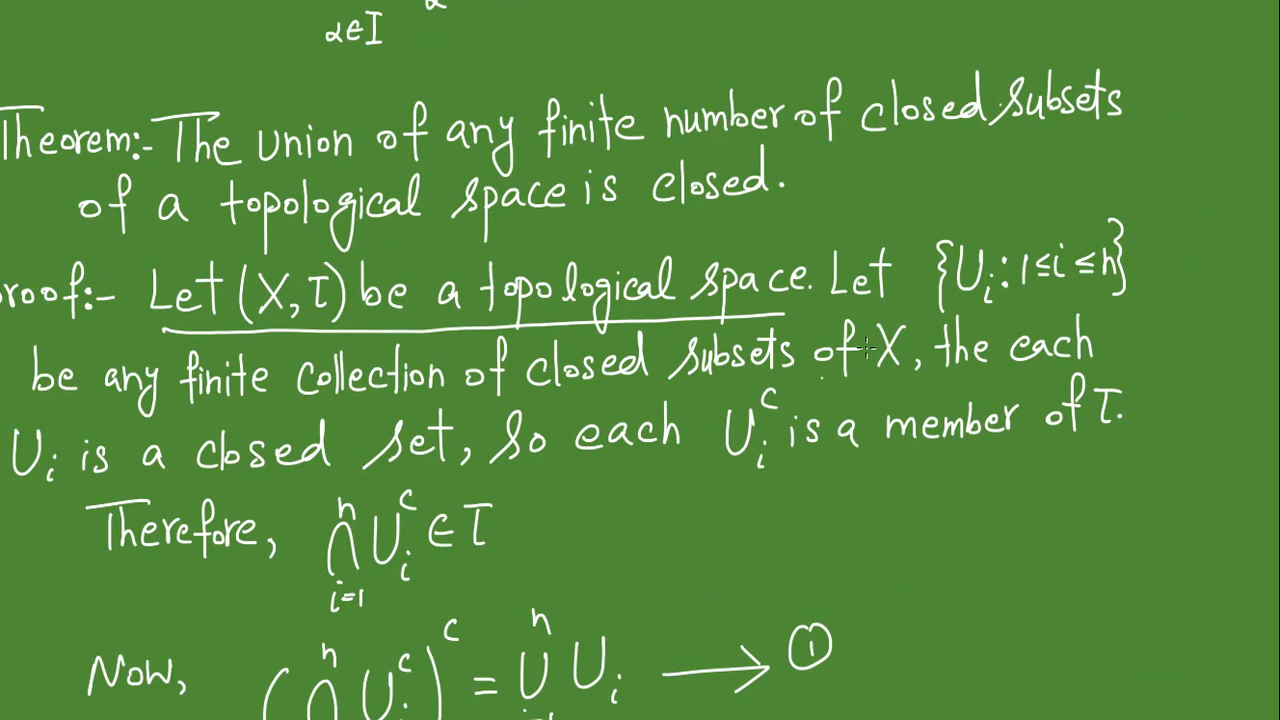 α∈I
Theorem:- The union of any finite number of closed subsets
of a topological space is closed.
roof:- Let (X, τ) be a topological space. Let {Uᵢ : 1≤i≤n}
be any finite collection of closed subsets of X, the each
Uᵢ is a closed set, so each Uᵢᶜ is a member of τ.
Therefore, ⋂ᵢ₌₁ⁿ Uᵢᶜ ∈ τ
Now, (⋂ⁿ Uᵢᶜ)ᶜ = ⋃ⁿ Uᵢ ⟶ ①